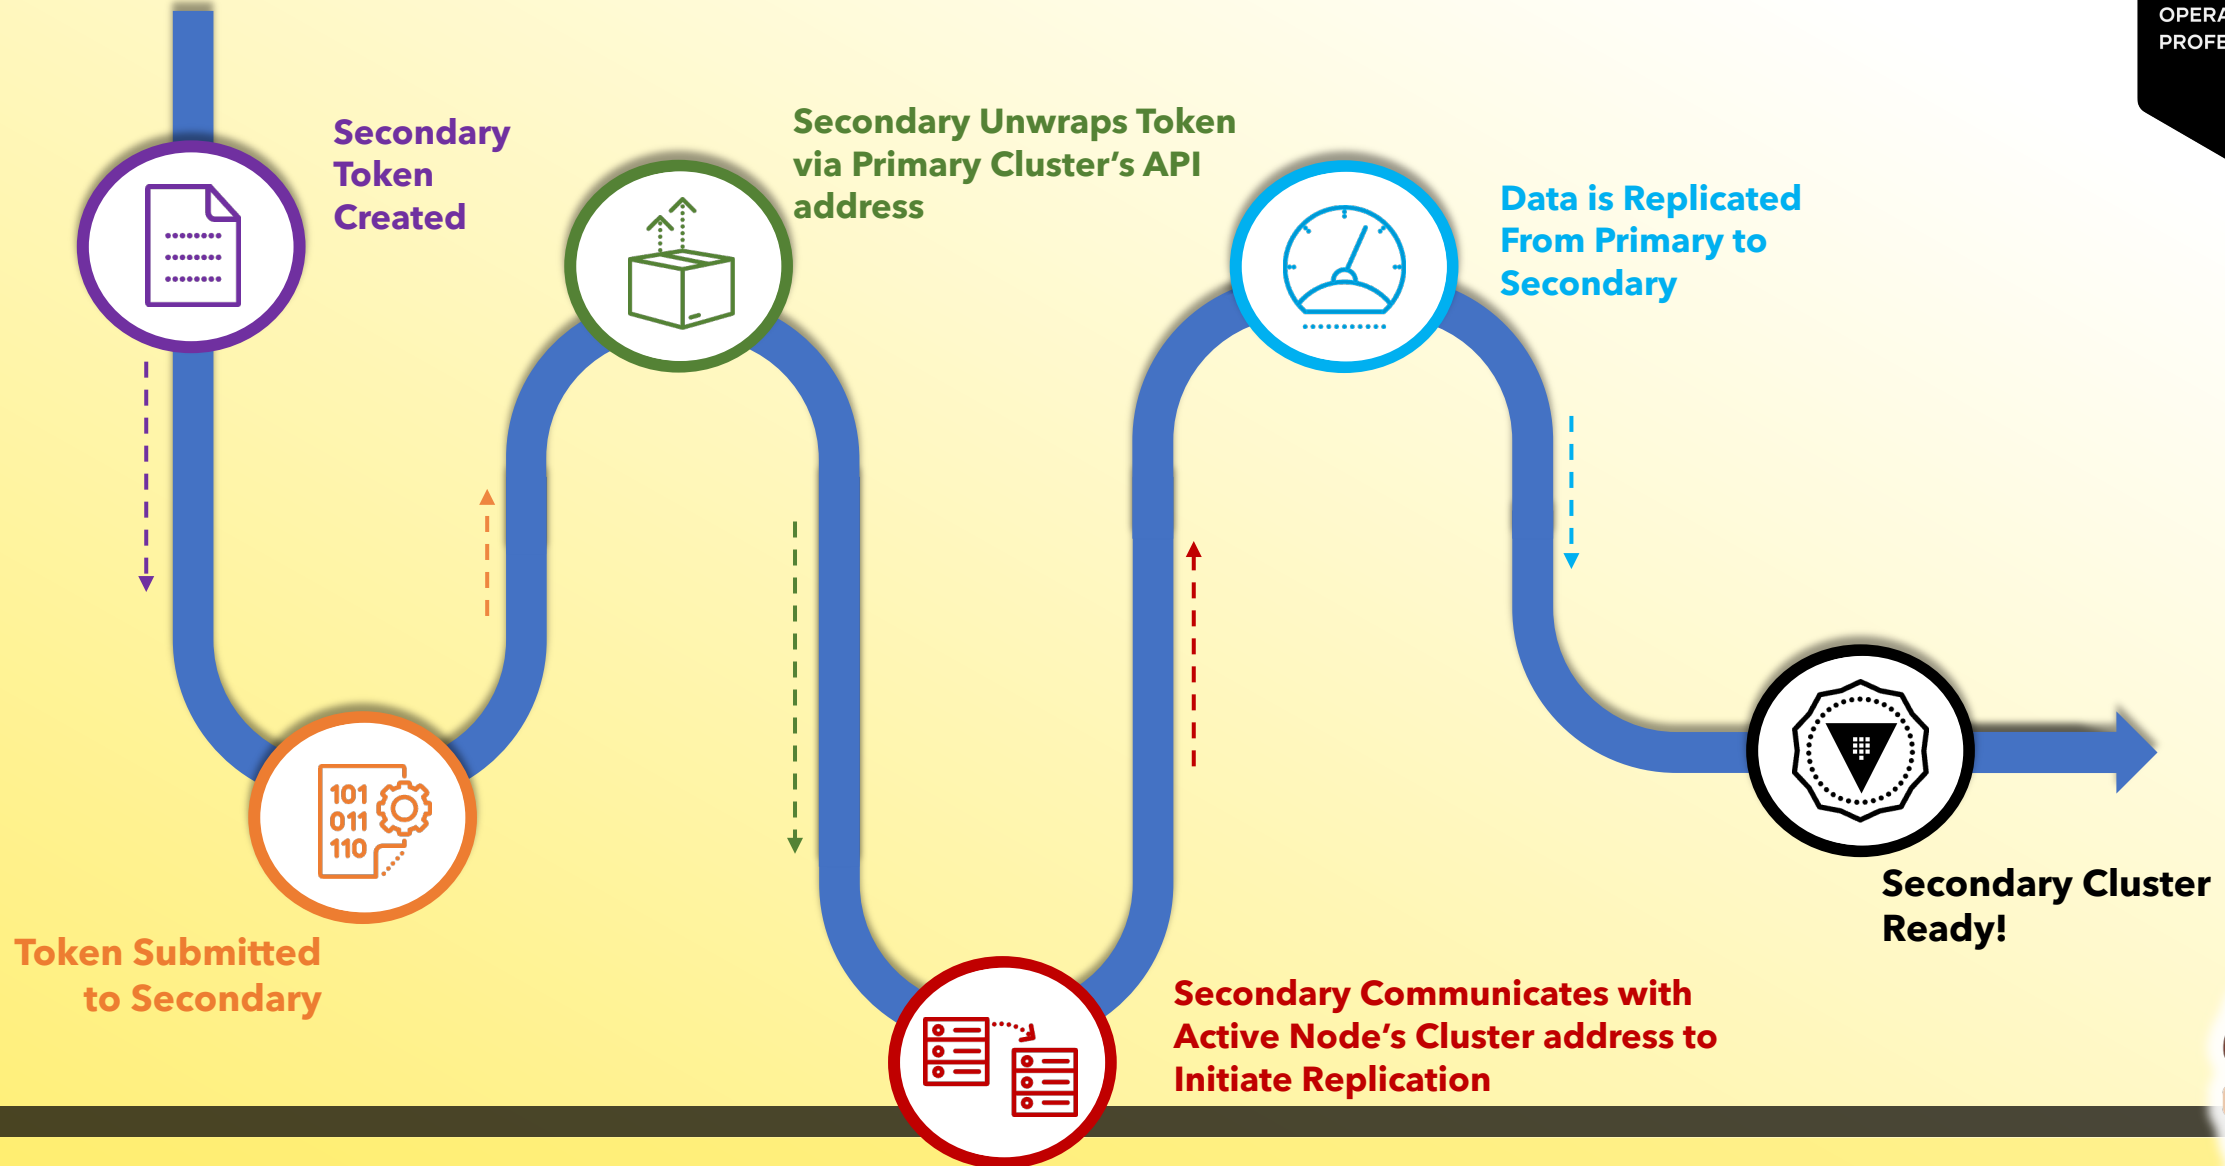 OPERA
PROFE
Secondary
Token
Created
Secondary Unwraps Token
via Primary Cluster’s API
address
Data is Replicated
From Primary to
Secondary
101
011
110
Token Submitted
to Secondary
Secondary Communicates with
Active Node’s Cluster address to
Initiate Replication
Secondary Cluster
Ready!